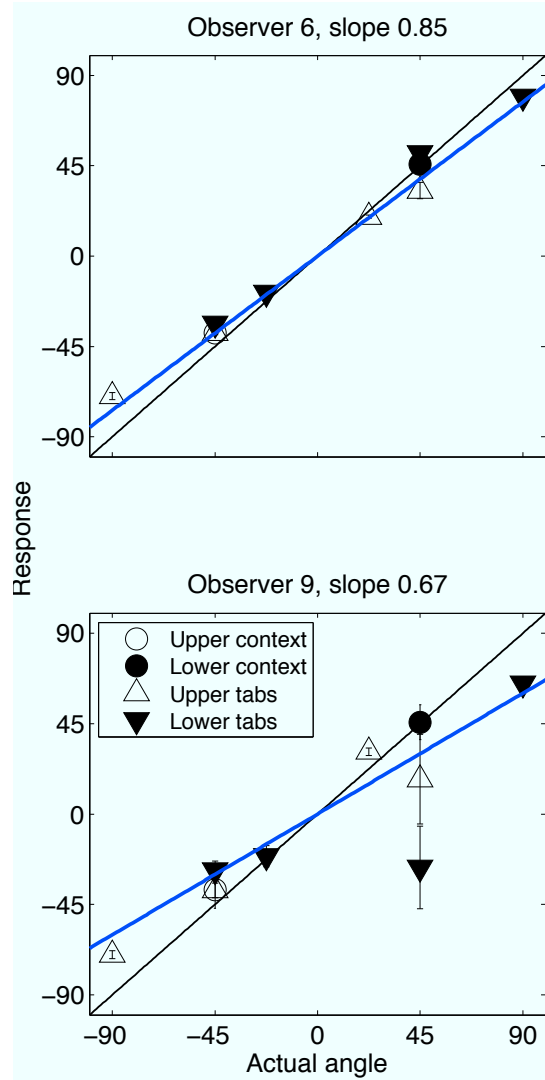 Observer 6, slope 0.85
90
45
0
−45
−90
Response
Observer 9, slope 0.67
Upper context
Lower context
Upper tabs
Lower tabs
90
45
0
−45
−90
−90 −45 0 45 90
Actual angle